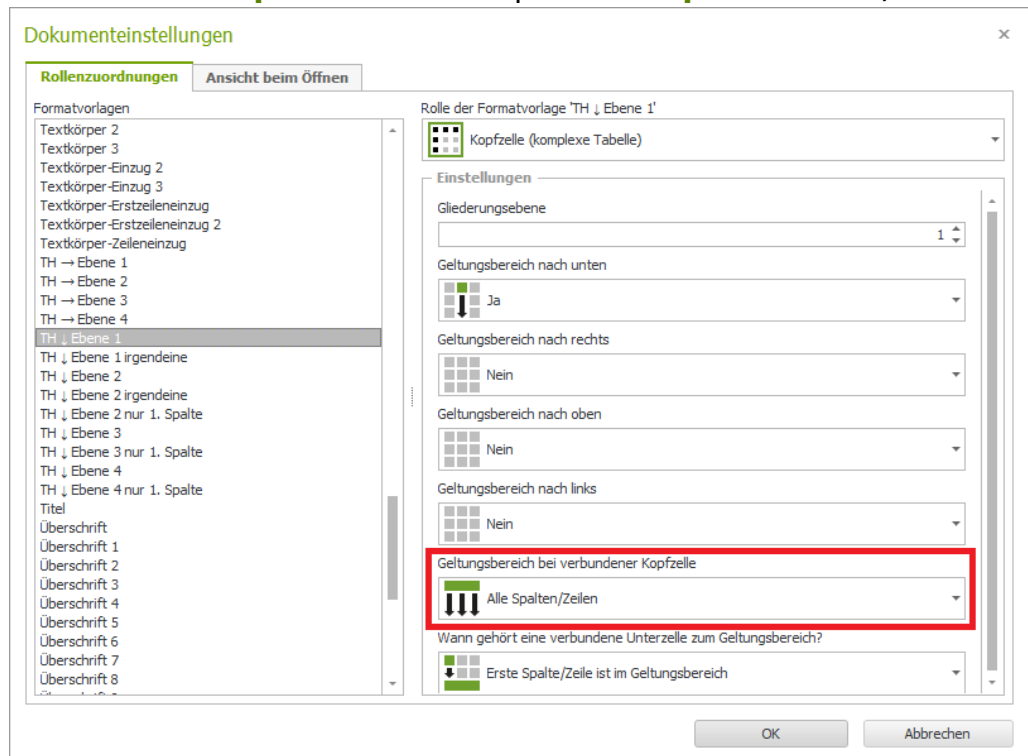 Dokumenteinstellungen
Rollenzuordnungen
Ansicht beim Öffnen
Formatvorlagen
Textkörper 2
Textkörper 3
Textkörper-Einzug 2
Textkörper-Einzug 3
Textkörper-Erstzeileneinzug
Textkörper-Erstzeileneinzug 2
Textkörper-Zeileneinzug
TH → Ebene 1
TH → Ebene 2
TH → Ebene 3
TH → Ebene 4
TH ↓ Ebene 1
TH ↓ Ebene 1 irgendeine
TH ↓ Ebene 2
TH ↓ Ebene 2 irgendeine
TH ↓ Ebene 2 nur 1. Spalte
TH ↓ Ebene 3
TH ↓ Ebene 3 nur 1. Spalte
TH ↓ Ebene 4
TH ↓ Ebene 4 nur 1. Spalte
Titel
Überschrift
Überschrift 1
Überschrift 2
Überschrift 3
Überschrift 4
Überschrift 5
Überschrift 6
Überschrift 7
Überschrift 8
Rolle der Formatvorlage 'TH ↓ Ebene 1'
Kopfzelle (komplexe Tabelle)
Einstellungen
Gliederungsebene
1
Geltungsbereich nach unten
Ja
Geltungsbereich nach rechts
Nein
Geltungsbereich nach oben
Nein
Geltungsbereich nach links
Nein
Geltungsbereich bei verbundener Kopfzelle
Alle Spalten/Zeilen
Wann gehört eine verbundene Unterzelle zum Geltungsbereich?
Erste Spalte/Zeile ist im Geltungsbereich
OK
Abbrechen